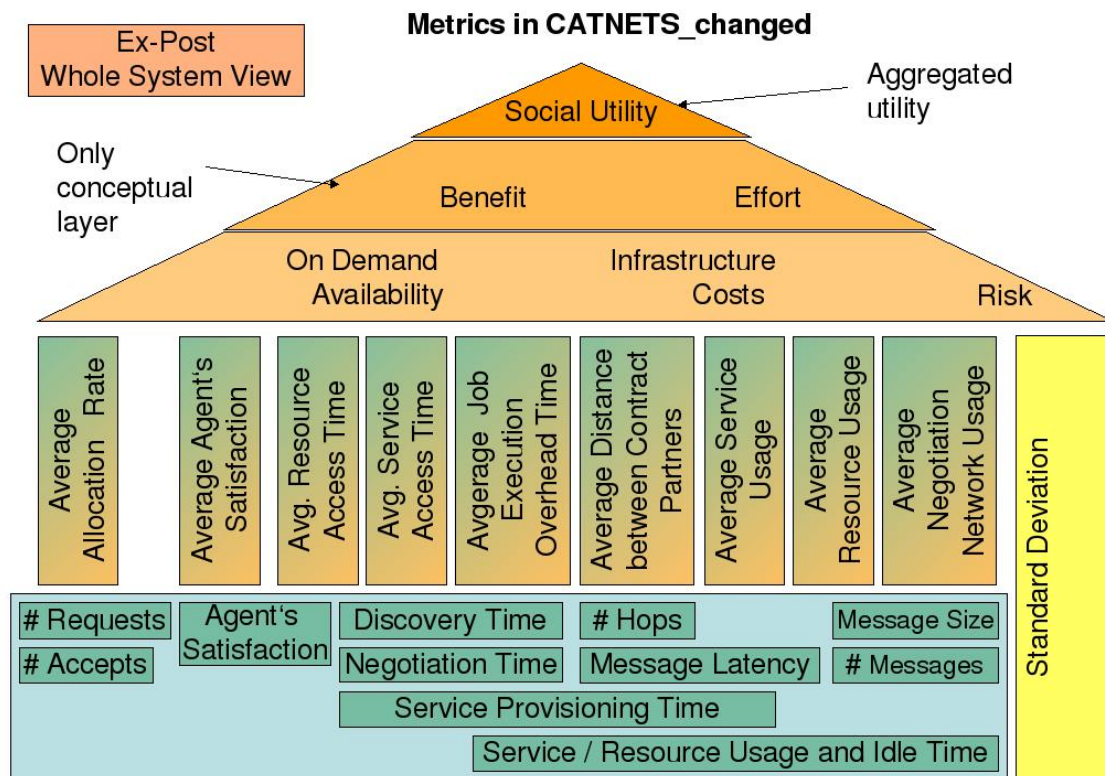 Metrics in CATNETS_changed
Ex-Post
Whole System View
Aggregated
utility
Social Utility
Only
conceptual
layer
Benefit
Effort
On Demand
Availability
Infrastructure
Costs
Risk
Average
Allocation Rate
Average Agent‘s
Satisfaction
Avg. Resource
Access Time
Avg. Service
Access Time
Avgerage Job
Execution
Overhead Time
Average Distance
between Contract
Partners
Average Service
Usage
Average
Resource Usage
Average
Negotiation
Network Usage
Standard Deviation
# Requests
# Accepts
Agent‘s
Satisfaction
Discovery Time
Negotiation Time
# Hops
Message Latency
Message Size
# Messages
Service Provisioning Time
Service / Resource Usage and Idle Time